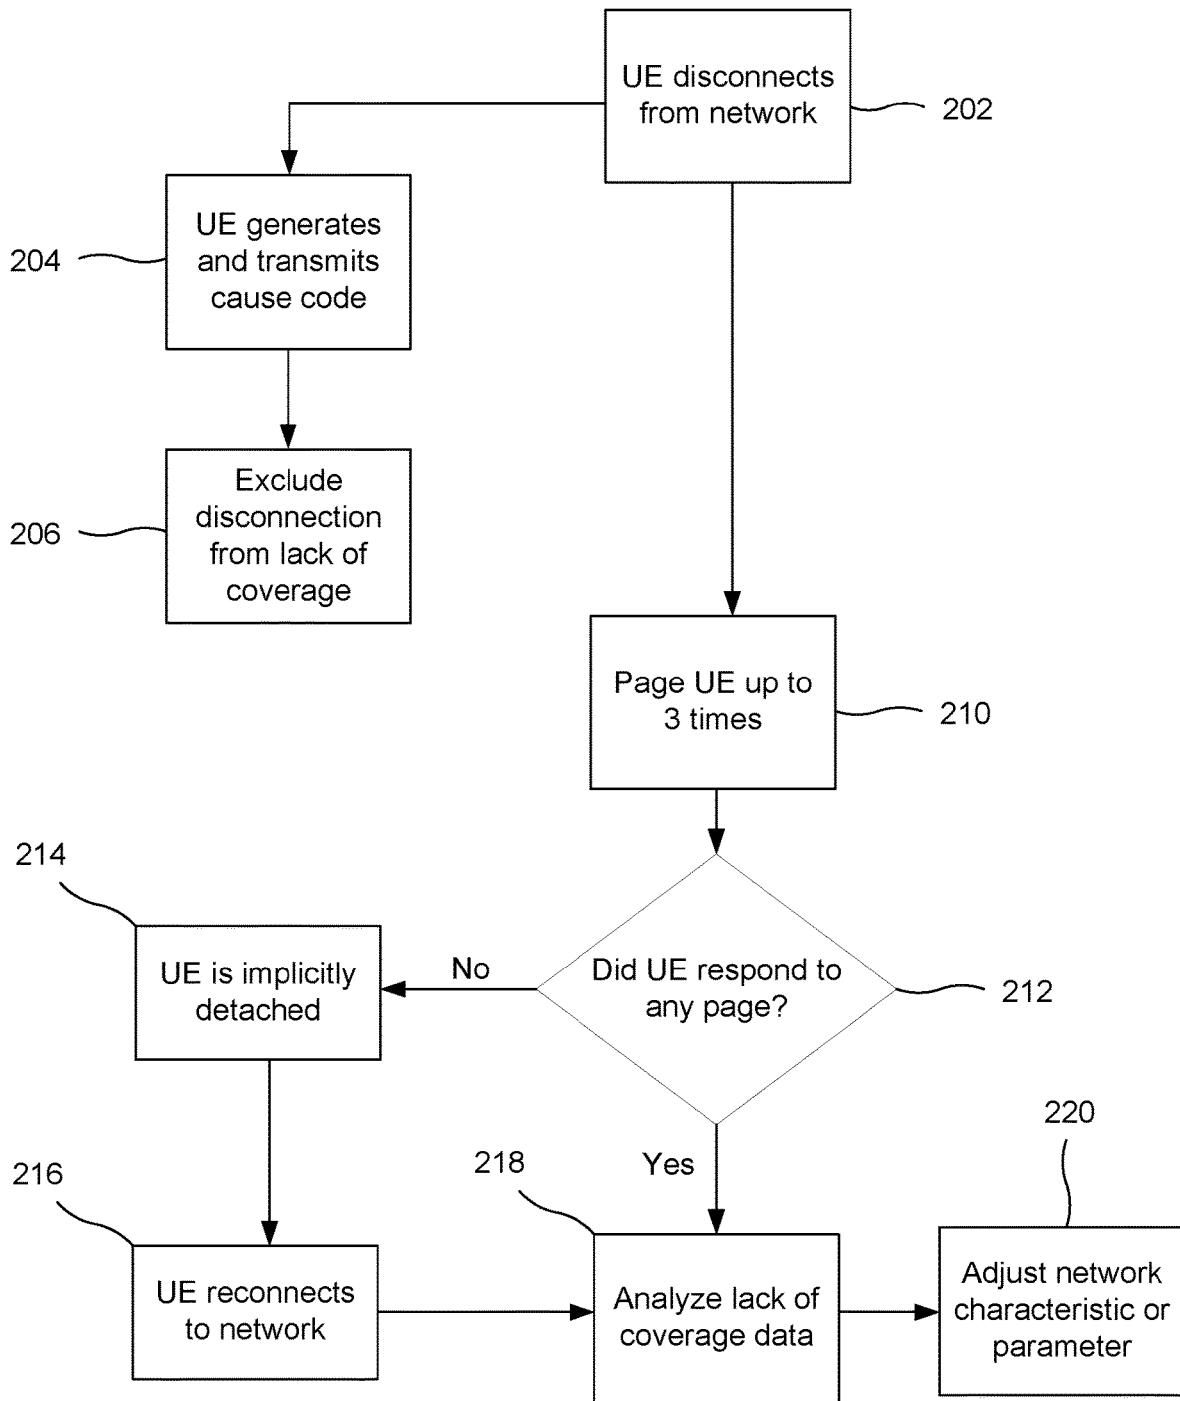 UE disconnects
from network
202
UE generates
and transmits
cause code
204
Exclude
disconnection
from lack of
coverage
206
Page UE up to
3 times
210
214
Did UE respond to
any page?
212
No
UE is implicitly
detached
Yes
216
218
220
UE reconnects
to network
Analyze lack of
coverage data
Adjust network
characteristic or
parameter